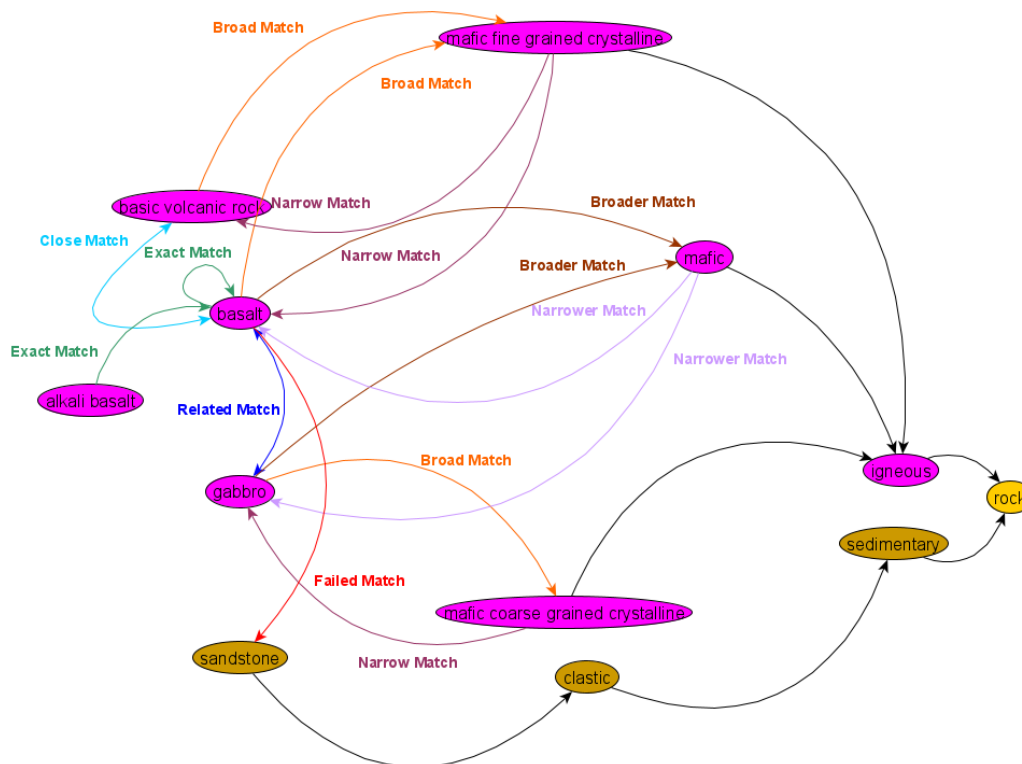 Broad Match
mafic fine grained crystalline
Broad Match
basic volcanic rock
Narrow Match
Broader Match
Close Match
Exact Match
Narrow Match
mafic
Broader Match
basalt
Narrower Match
Exact Match
Narrower Match
alkali basalt
Related Match
Broad Match
igneous
gabbro
rock
sedimentary
Failed Match
mafic coarse grained crystalline
sandstone
Narrow Match
clastic